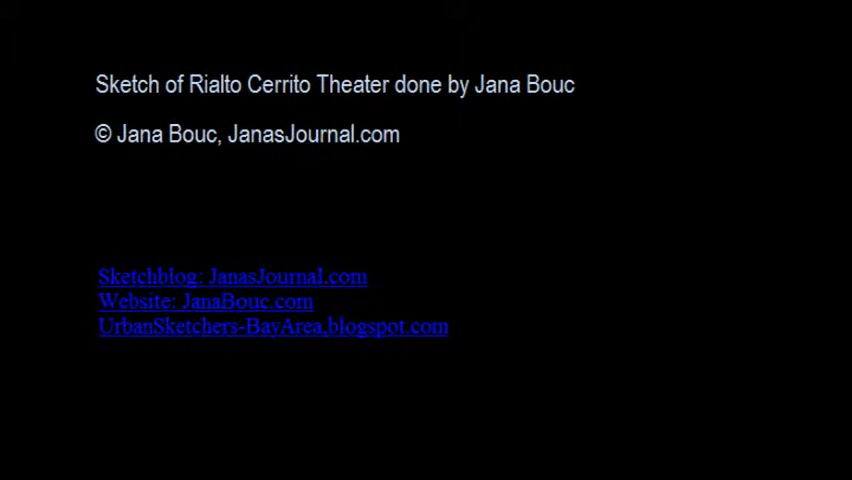 Sketch of Rialto Cerrito Theater done by Jana Bouc
© Jana Bouc, JanasJournal.com
Sketchblog: JanasJournal.com
Website: JanaBouc.com
UrbanSketchers-BayArea,blogspot.com